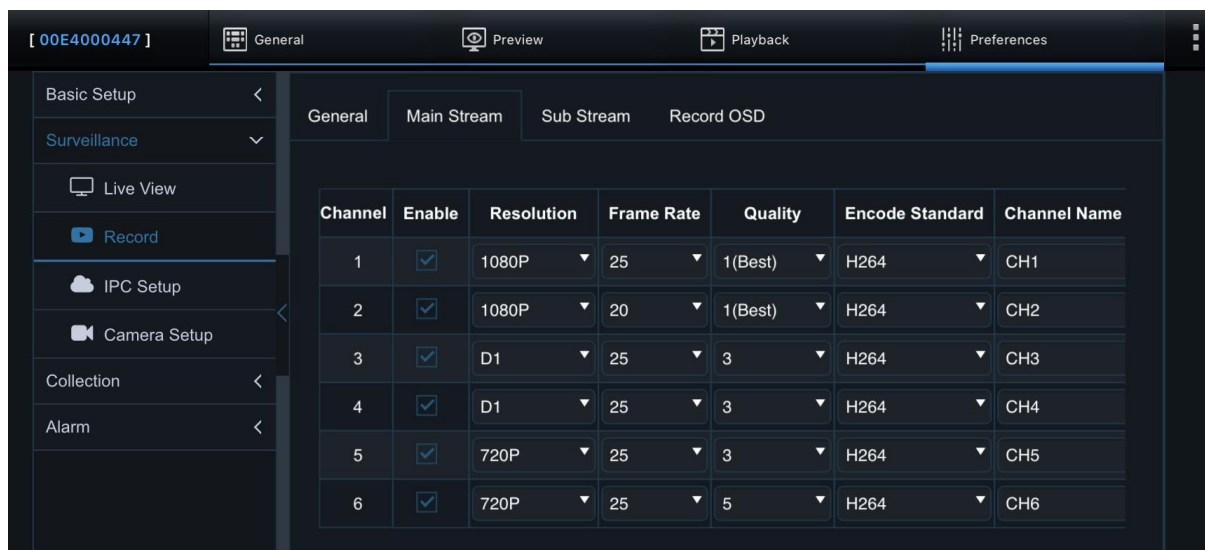 [ 00E4000447 ] General Preview Playback Preferences
Basic Setup
Surveillance
Live View
Record
IPC Setup
Camera Setup
Collection
Alarm
General Main Stream Sub Stream Record OSD
Channel Enable Resolution Frame Rate Quality Encode Standard Channel Name
1 1080P 25 1(Best) H264 CH1
2 1080P 20 1(Best) H264 CH2
3 D1 25 3 H264 CH3
4 D1 25 3 H264 CH4
5 720P 25 3 H264 CH5
6 720P 25 5 H264 CH6